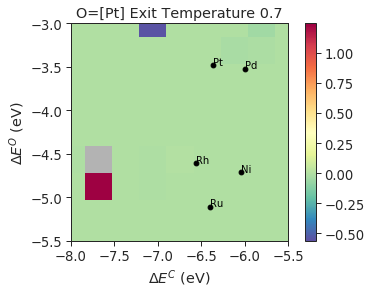 O=[Pt] Exit Temperature 0.7
ΔE^O (eV)
−3.0
−3.5
−4.0
−4.5
−5.0
−5.5
Pt
Pd
Rh
Ni
Ru
−8.0 −7.5 −7.0 −6.5 −6.0 −5.5
ΔE^C (eV)
1.00
0.75
0.50
0.25
0.00
−0.25
−0.50